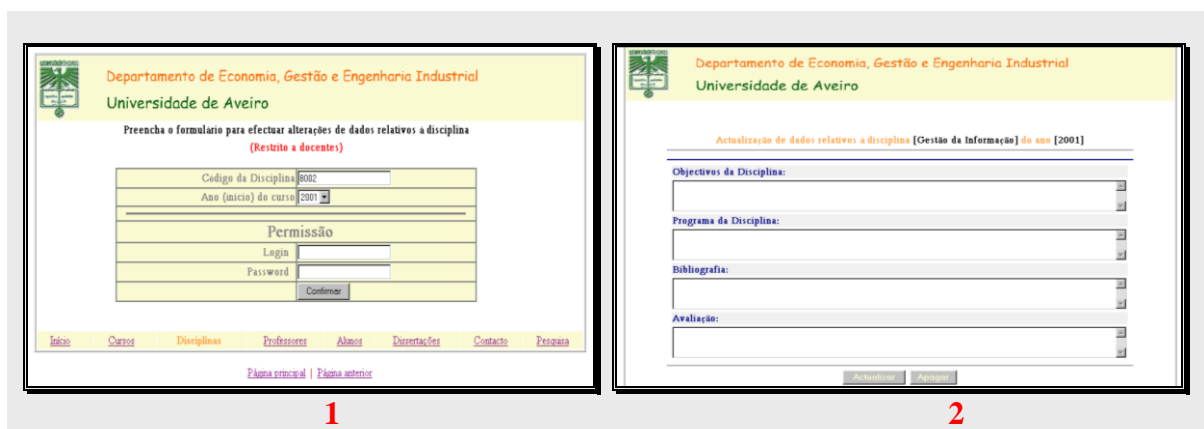 Departamento de Economia, Gestão e Engenharia Industrial
Universidade de Aveiro
Preencha o formulário para efectuar alterações de dados relativos à disciplina
(Restrito a docentes)
Código da Disciplina 8002
Ano (início) do curso 2001
Permissão
Login
Password
Confirmar
Início Cursos Disciplinas Professores Alunos Dissertações Contacto Pesquisa
Página principal | Página anterior
1
Departamento de Economia, Gestão e Engenharia Industrial
Universidade de Aveiro
Actualização de dados relativos à disciplina [Gestão da Informação] do ano [2001]
Objectivos da Disciplina:
Programa da Disciplina:
Bibliografia:
Avaliação:
Actualizar Apagar
2